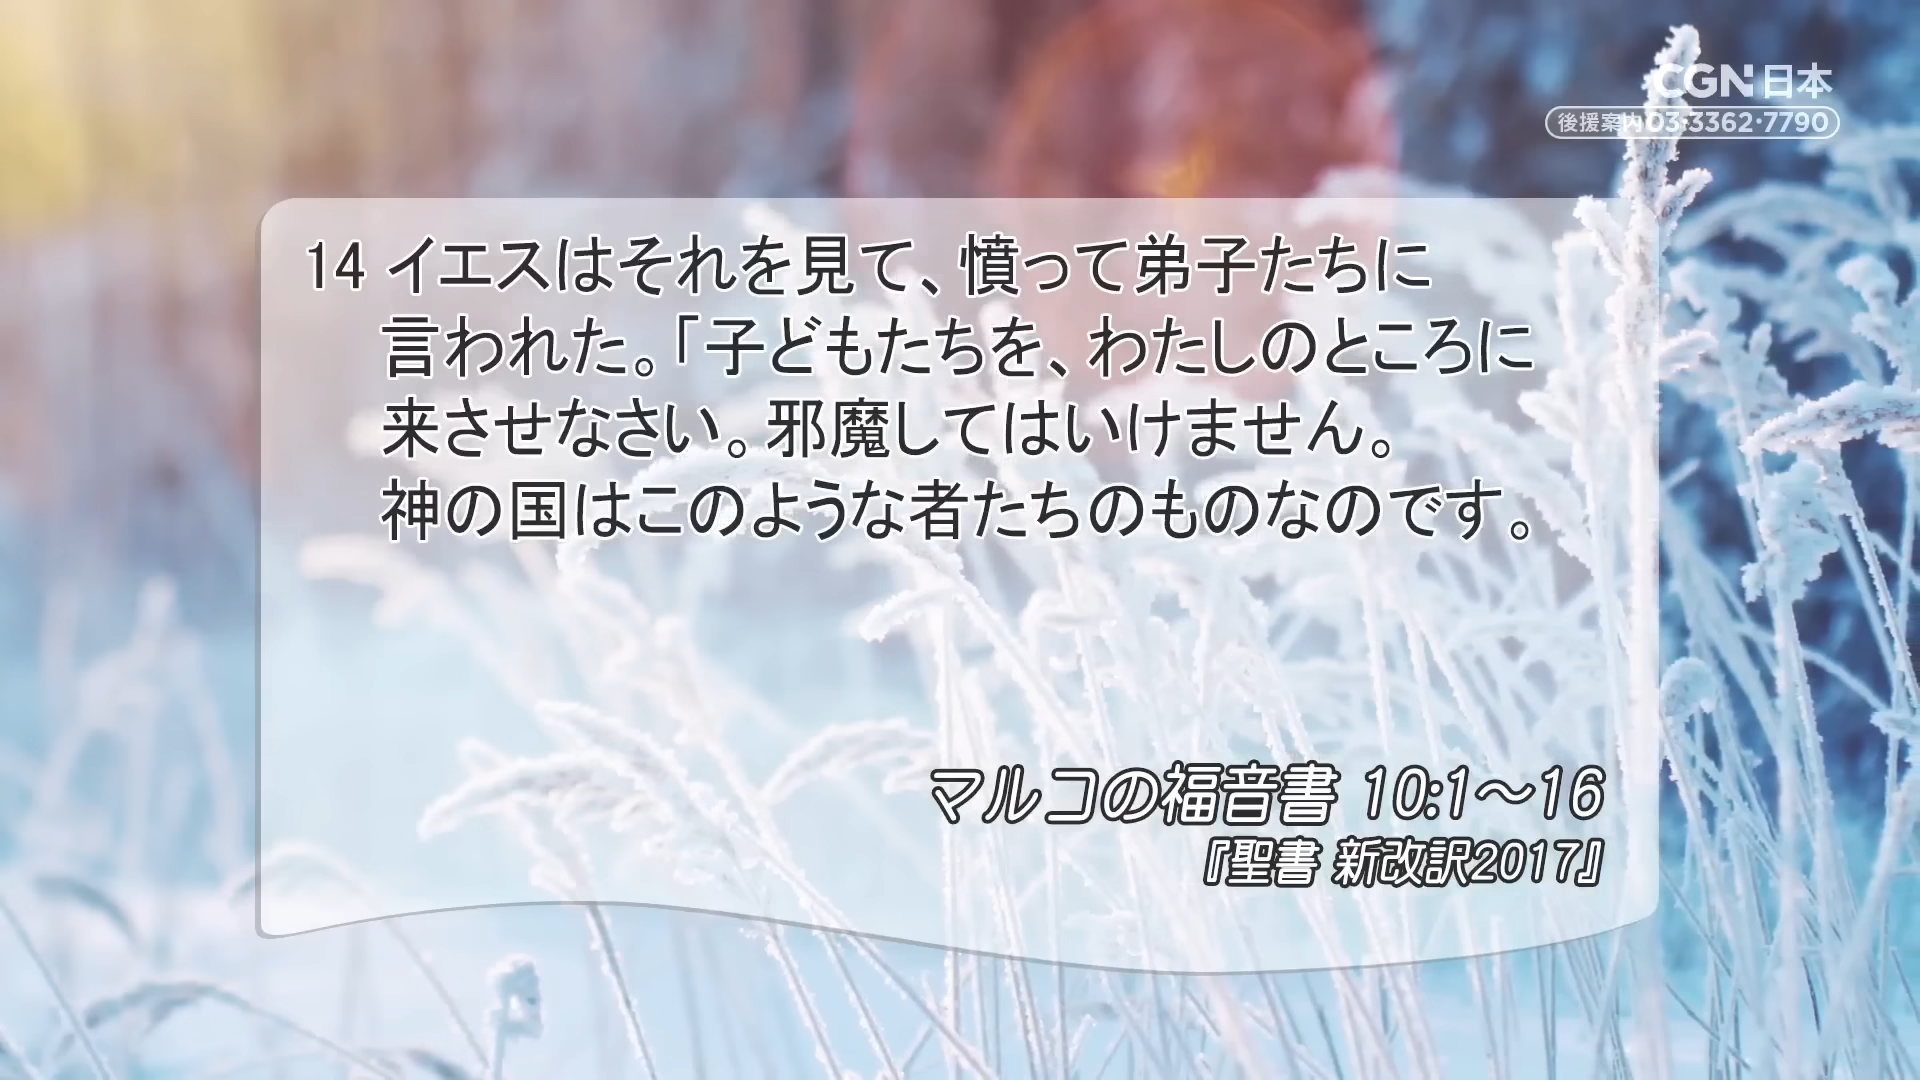 CGN日本
後援案内 03·3362·7790
14 イエスはそれを見て、憤って弟子たちに
言われた。「子どもたちを、わたしのところに
来させなさい。邪魔してはいけません。
神の国はこのような者たちのものなのです。
マルコの福音書 10:1〜16
『聖書 新改訳2017』